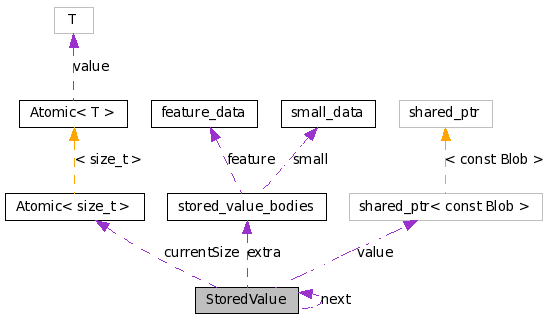 T
value
Atomic< T >
feature_data
small_data
shared_ptr
< size_t >
feature
small
< const Blob >
Atomic< size_t >
stored_value_bodies
shared_ptr< const Blob >
currentSize
extra
value
StoredValue
next